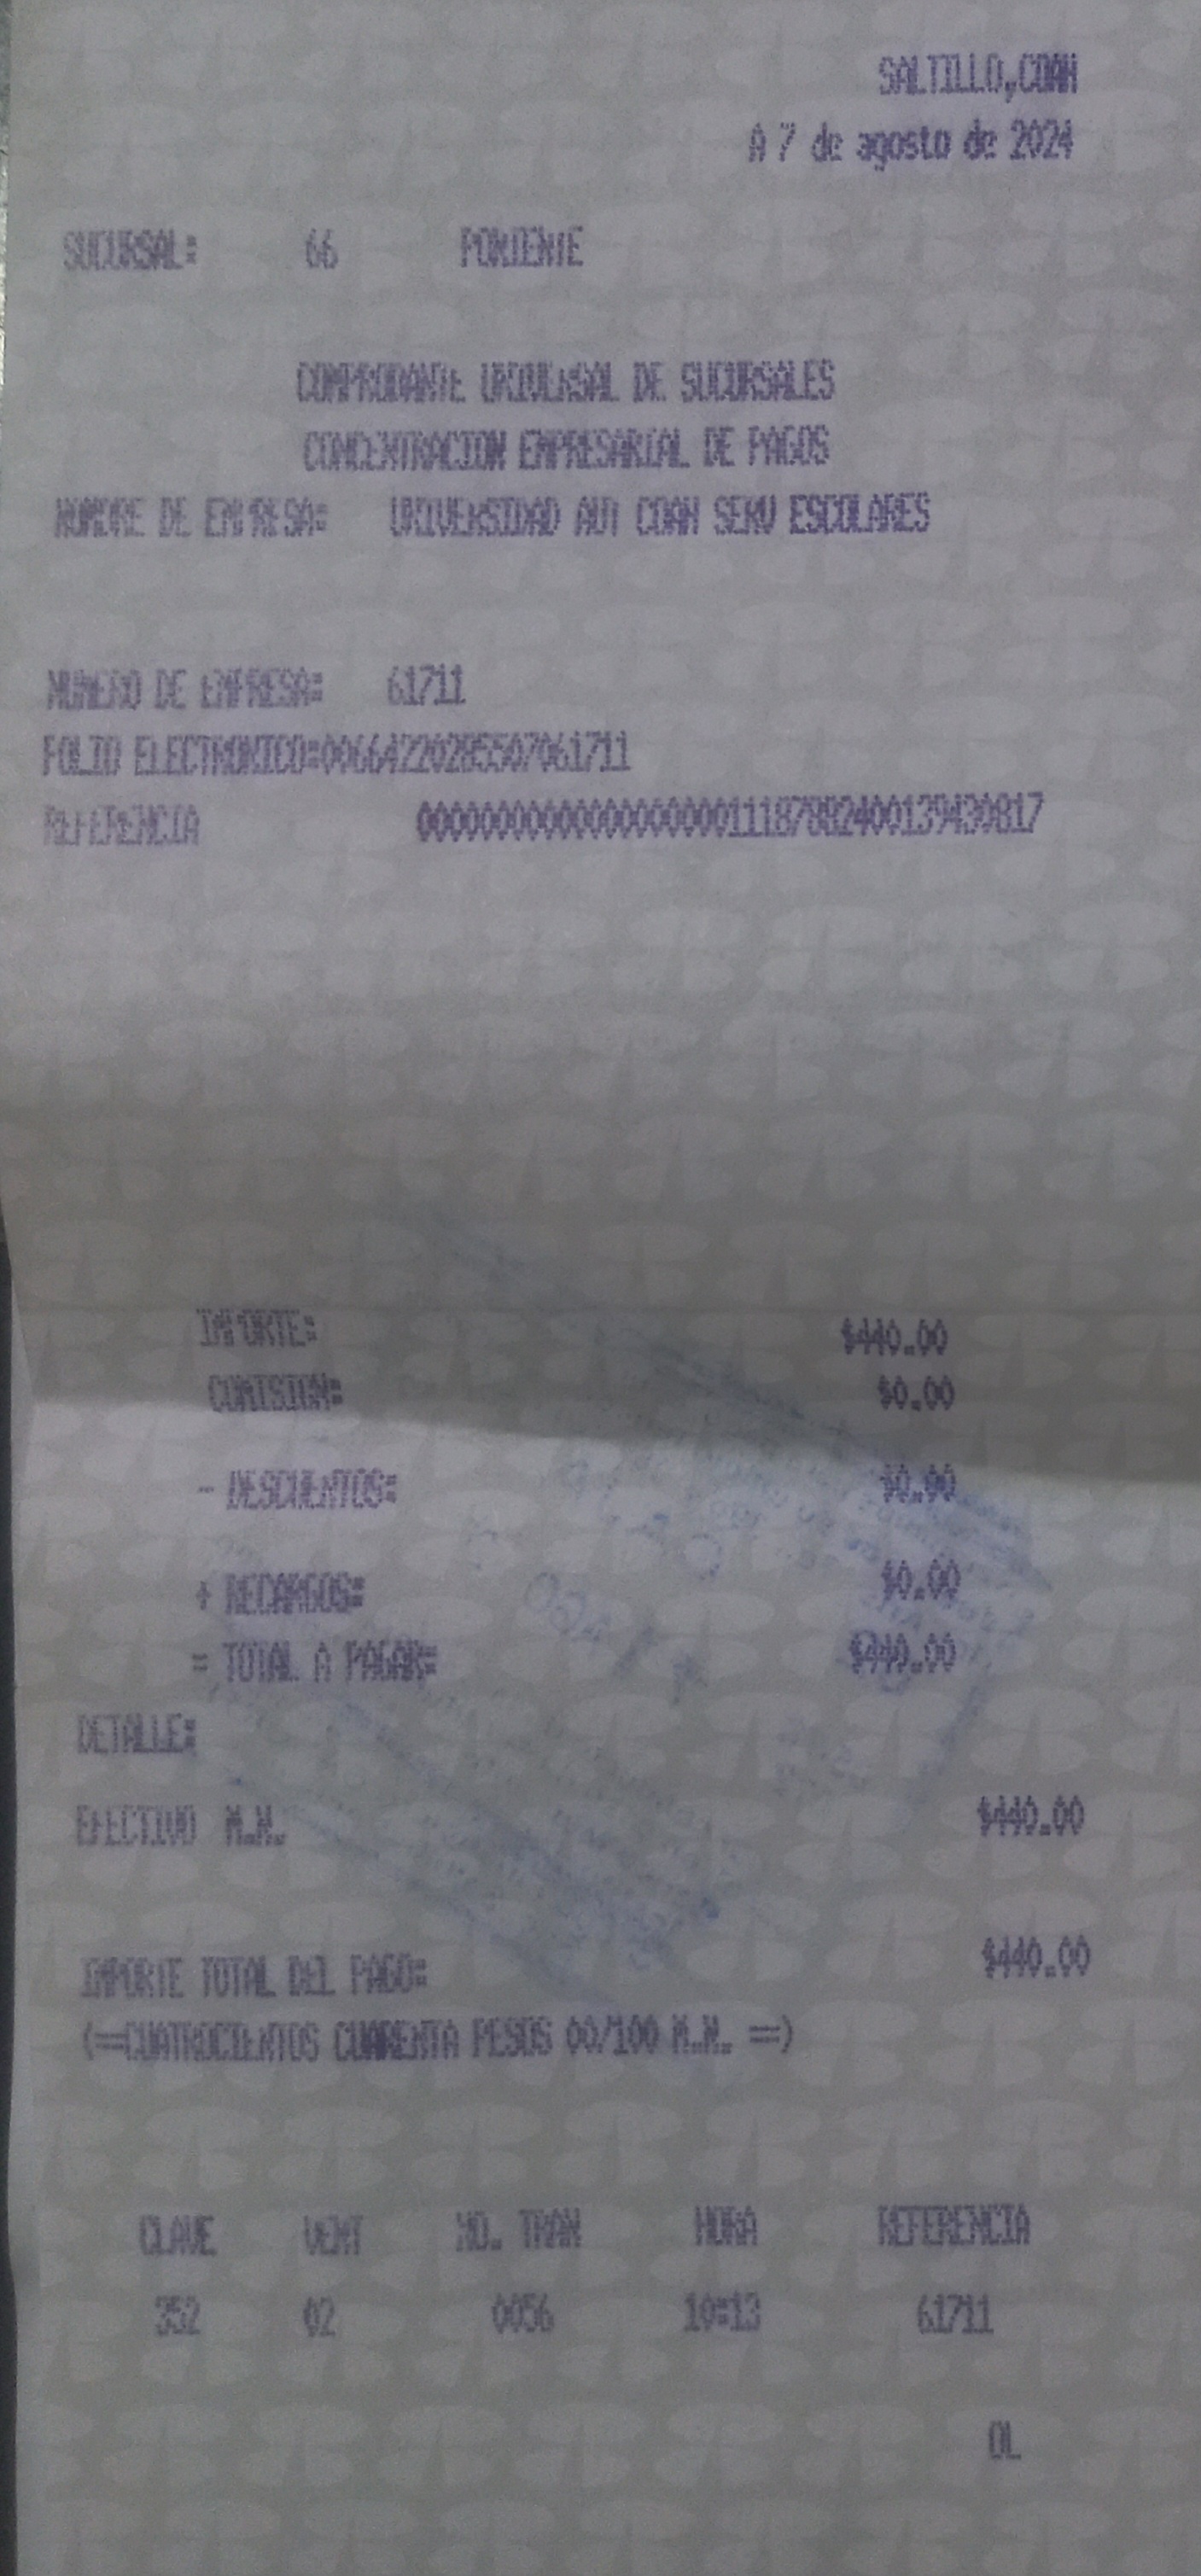 SALTILLO,COAH
A 7 de agosto de 2024
SUCURSAL: 66 PONIENTE
COMPROBANTE UNIVERSAL DE SUCURSALES
CONCENTRACION EMPRESARIAL DE PAGOS
NOMBRE DE EMPRESA: UNIVERSIDAD AUT COAH SERV ESCOLARES
NUMERO DE EMPRESA: 61711
FOLIO ELECTRONICO:
REFERENCIA
IMPORTE: $440.00
COMISION: $0.00
- DESCUENTOS: $0.00
+ RECARGOS: $0.00
= TOTAL A PAGAR: $440.00
DETALLE:
EFECTIVO M.N. $440.00
IMPORTE TOTAL DEL PAGO: $440.00
(==CUATROCIENTOS CUARENTA PESOS 00/100 M.N. ==)
CLAVE VENT NO. TRAN HORA REFERENCIA
352 02 0056 10:13 61711
OL